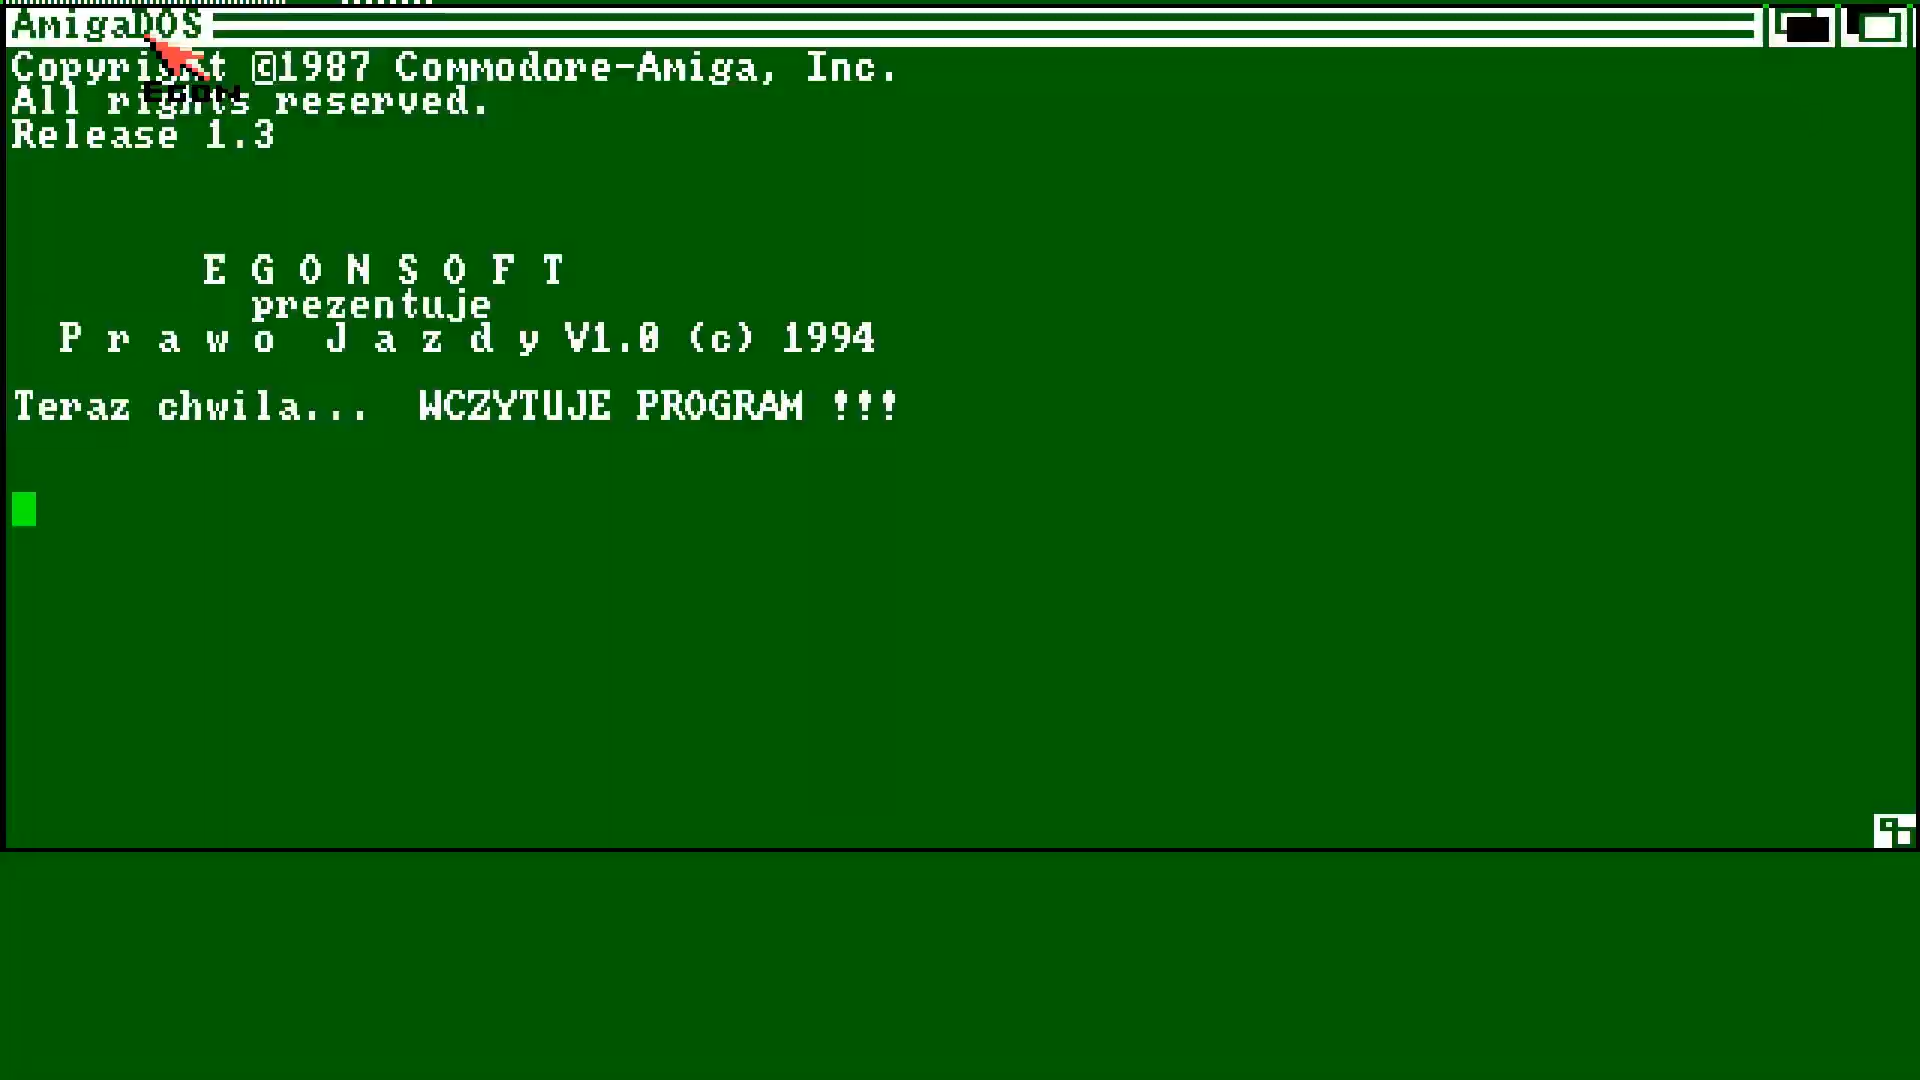 AmigaDOS
Copyright ©1987 Commodore-Amiga, Inc.
All rights reserved.
EGON
Release 1.3
E G O N S O F T
prezentuje
P r a w o  J a z d y V1.0 (c) 1994
Teraz chwila...  WCZYTUJE PROGRAM !!!